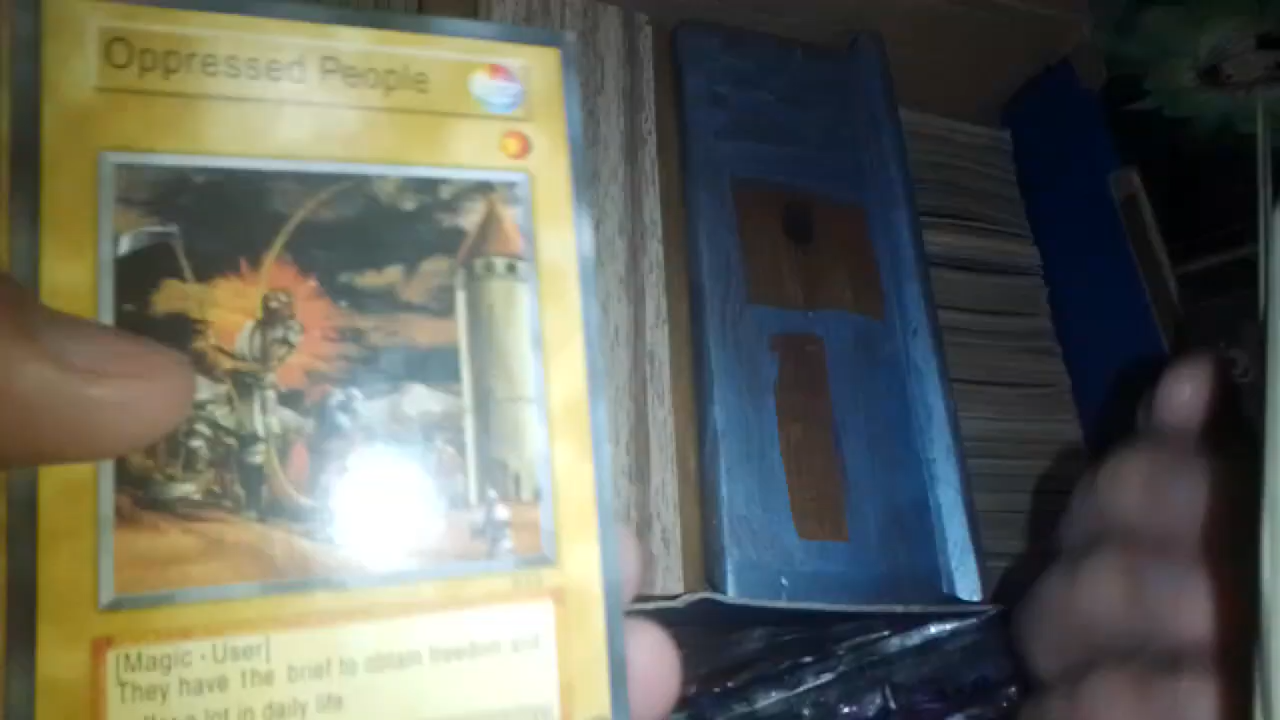 Oppressed People
[Magic·User]
They have the brief to obtain freedom and
a lot in daily life